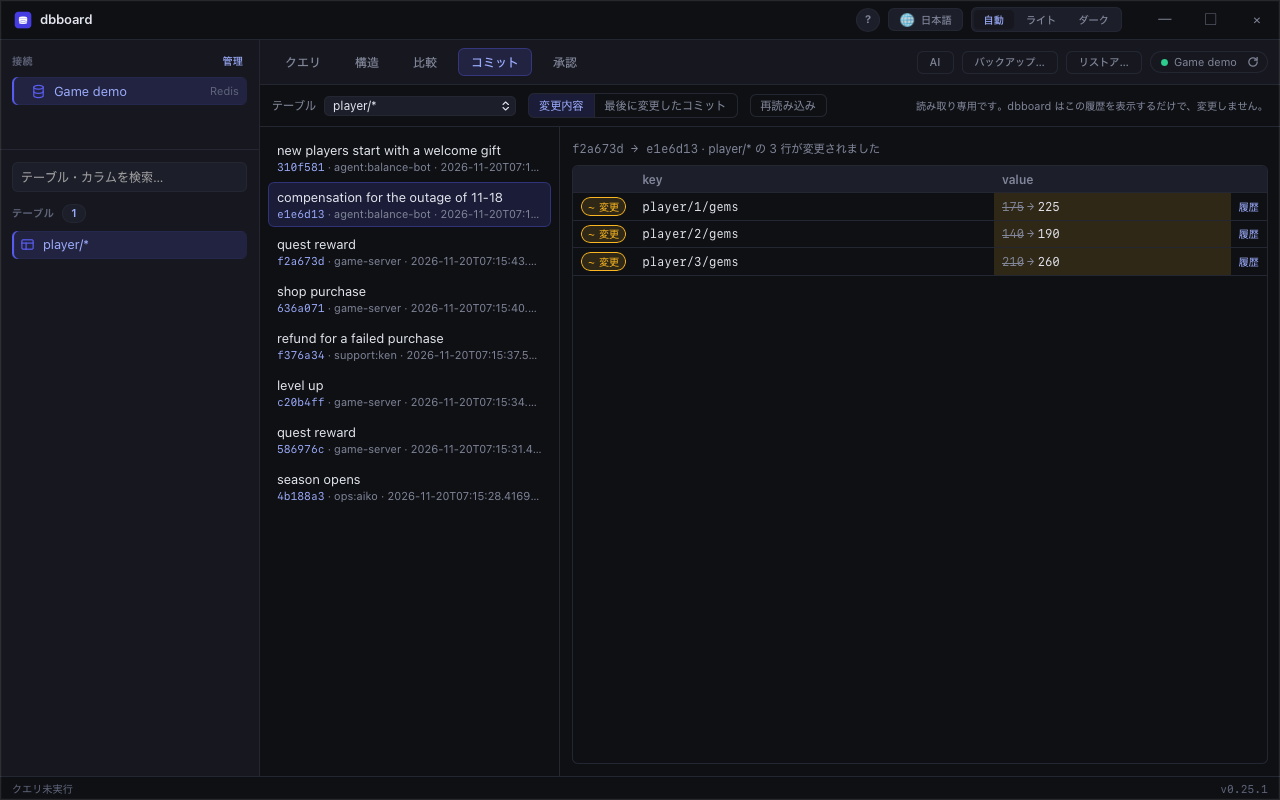 dbboard
? 日本語 自動 ライト ダーク
接続 管理
Game demo Redis
テーブル・カラムを検索...
テーブル 1
player/*
クエリ 構造 比較 コミット 承認
AI バックアップ... リストア... Game demo
テーブル player/* 変更内容 最後に変更したコミット 再読み込み 読み取り専用です。dbboard はこの履歴を表示するだけで、変更しません。
new players start with a welcome gift
310f581 · agent:balance-bot · 2026-11-20T07:1...
compensation for the outage of 11-18
e1e6d13 · agent:balance-bot · 2026-11-20T07:1...
quest reward
f2a673d · game-server · 2026-11-20T07:15:43....
shop purchase
636a071 · game-server · 2026-11-20T07:15:40....
refund for a failed purchase
f376a34 · support:ken · 2026-11-20T07:15:37.5...
level up
c20b4ff · game-server · 2026-11-20T07:15:34....
quest reward
586976c · game-server · 2026-11-20T07:15:31.4...
season opens
4b188a3 · ops:aiko · 2026-11-20T07:15:28.4169...
f2a673d → e1e6d13 · player/* の 3 行が変更されました
key value
~ 変更 player/1/gems 175 → 225 履歴
~ 変更 player/2/gems 140 → 190 履歴
~ 変更 player/3/gems 210 → 260 履歴
クエリ未実行 v0.25.1